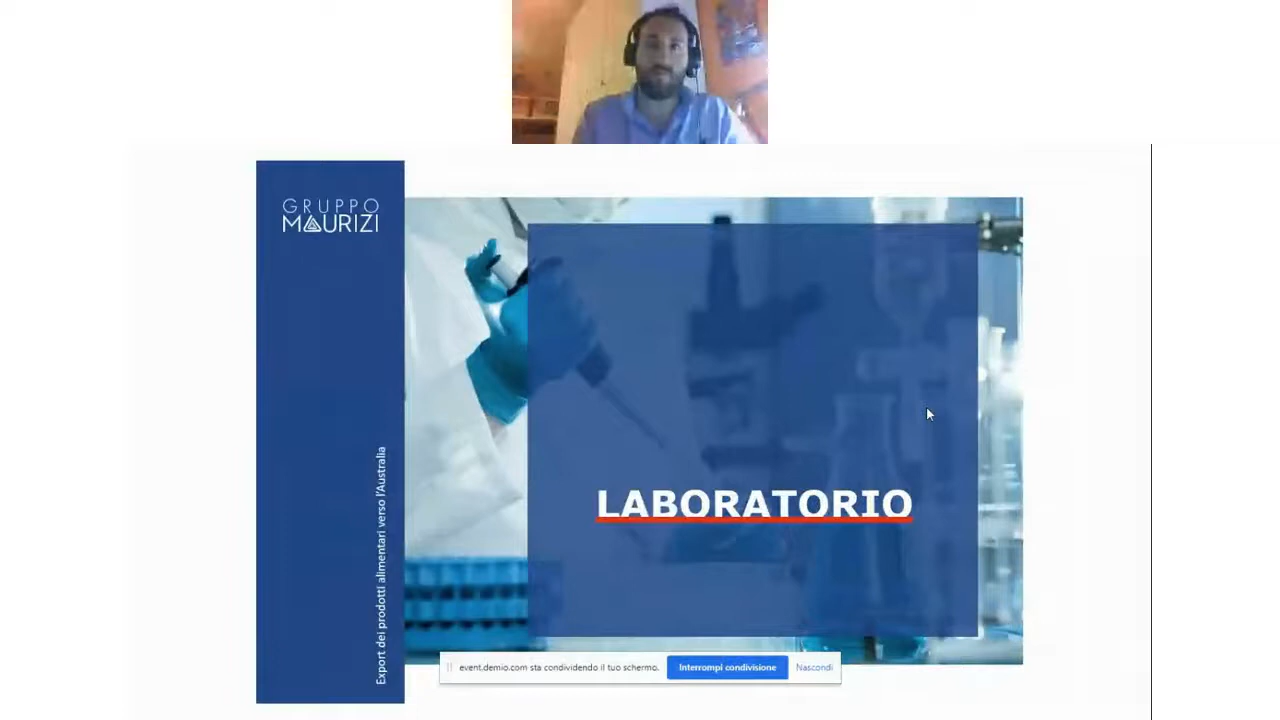 GRUPPO
MAURIZI
Export dei prodotti alimentari verso l'Australia
LABORATORIO
event.demio.com sta condividendo il tuo schermo.
Interrompi condivisione
Nascondi